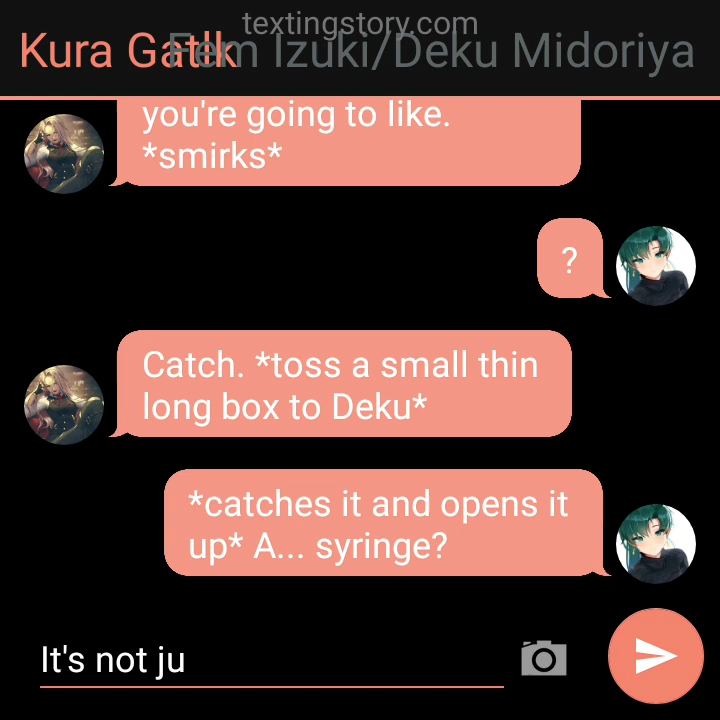 textingstory.com
Kura Gatlk
Fem Izuki/Deku Midoriya
you're going to like.
*smirks*
?
Catch. *toss a small thin
long box to Deku*
*catches it and opens it
up* A... syringe?
It's not ju